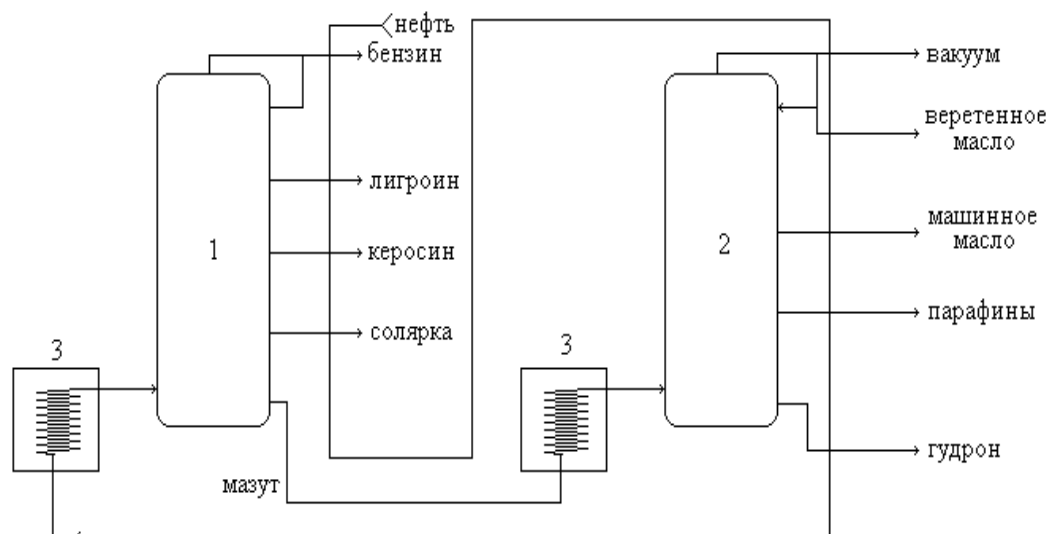 нефть
бензин
вакуум
веретенное
масло
лигроин
1
2
машинное
масло
керосин
парафины
солярка
3
3
гудрон
мазут